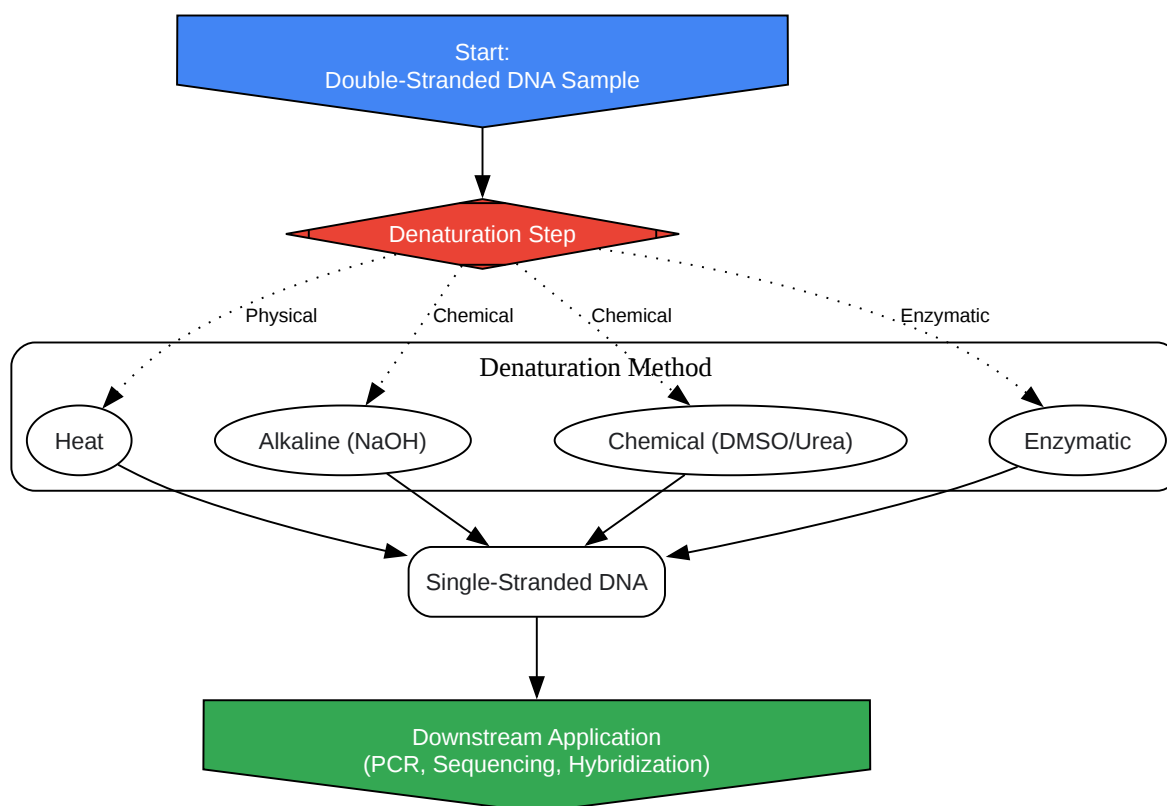 Start:
Double-Stranded DNA Sample
Denaturation Step
Physical
Chemical
Chemical
Enzymatic
Denaturation Method
Heat
Alkaline (NaOH)
Chemical (DMSO/Urea)
Enzymatic
Single-Stranded DNA
Downstream Application
(PCR, Sequencing, Hybridization)